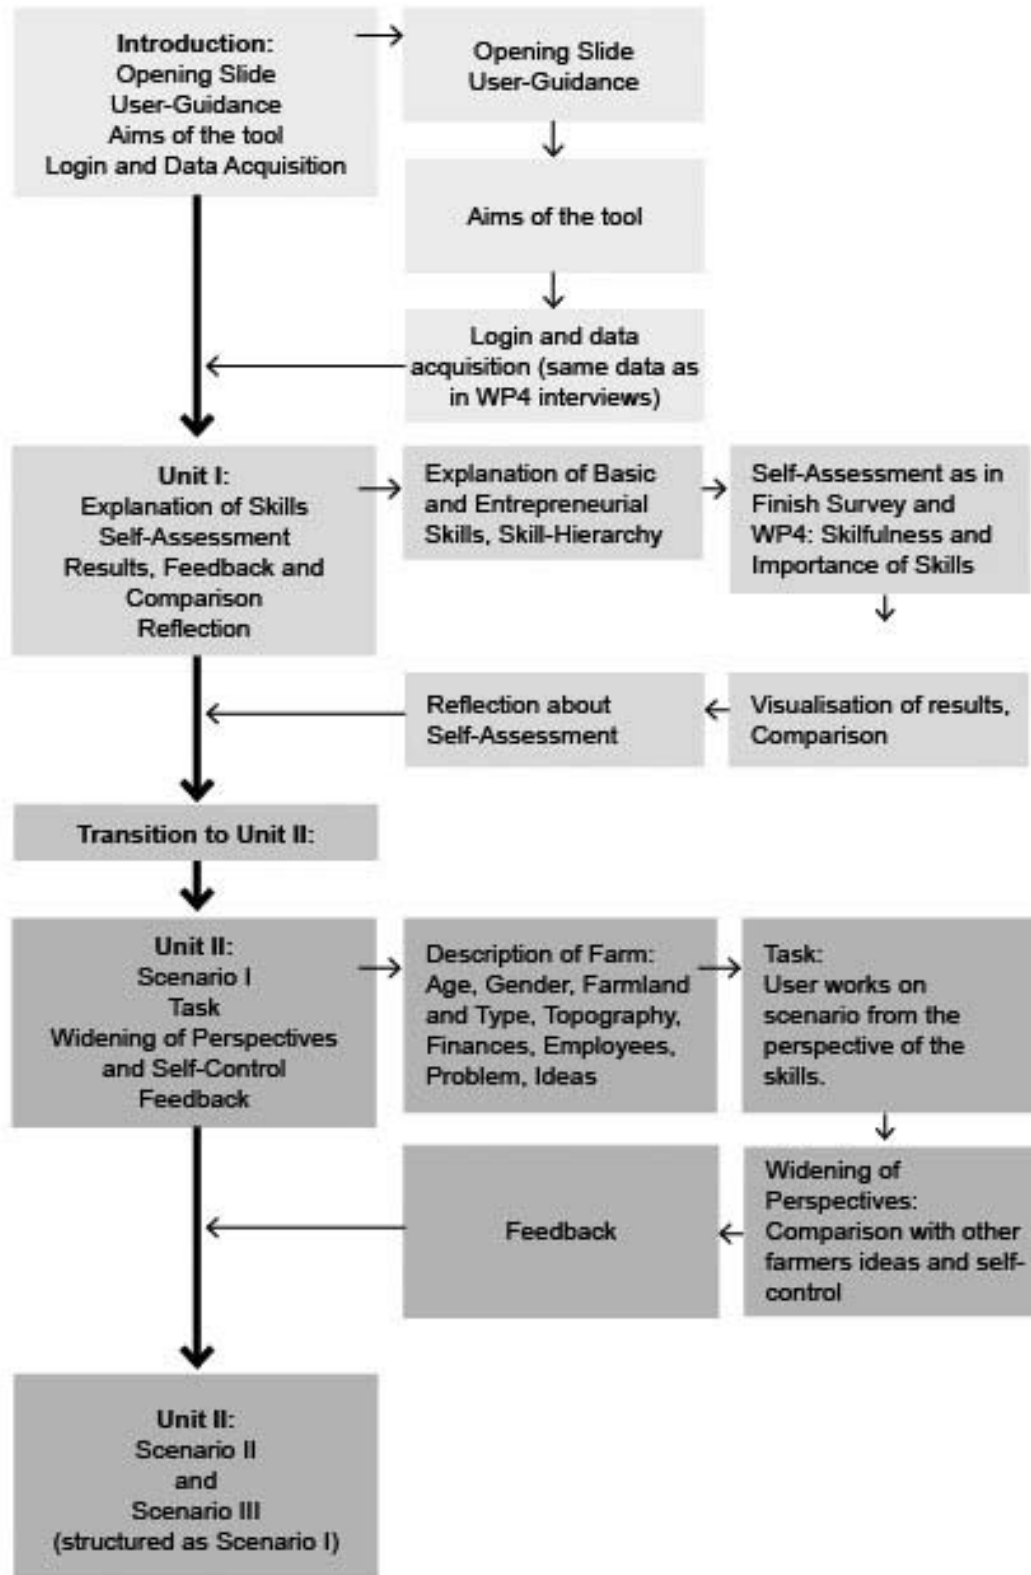 Introduction:
Opening Slide
User-Guidance
Aims of the tool
Login and Data Acquisition
Opening Slide
User-Guidance
Aims of the tool
Login and data
acquisition (same data as
in WP4 interviews)
Unit I:
Explanation of Skills
Self-Assessment
Results, Feedback and
Comparison
Reflection
Explanation of Basic
and Entrepreneurial
Skills, Skill-Hierarchy
Self-Assessment as in
Finish Survey and
WP4: Skilfulness and
Importance of Skills
Reflection about
Self-Assessment
Visualisation of results,
Comparison
Transition to Unit II:
Unit II:
Scenario I
Task
Widening of Perspectives
and Self-Control
Feedback
Description of Farm:
Age, Gender, Farmland
and Type, Topography,
Finances, Employees,
Problem, Ideas
Task:
User works on
scenario from the
perspective of the
skills.
Feedback
Widening of
Perspectives:
Comparison with other
farmers ideas and self-
control
Unit II:
Scenario II
and
Scenario III
(structured as Scenario I)